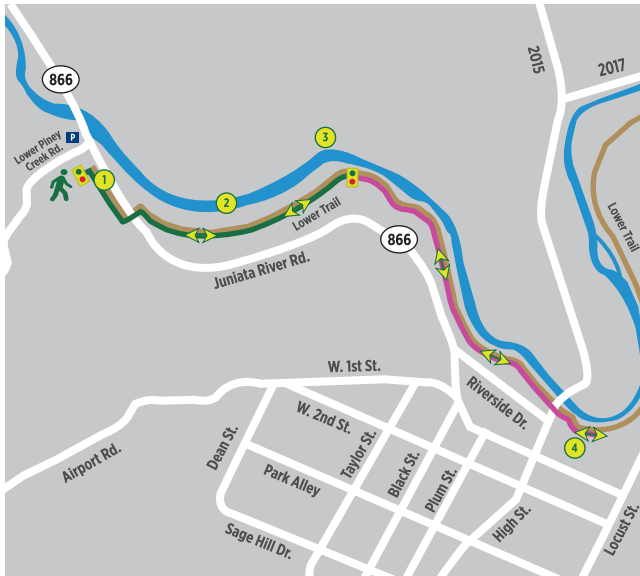 2015
2017
866
P
Lower Piney
Creek Rd.
1
2
3
Lower Trail
Lower Trail
866
Juniata River Rd.
W. 1st St.
Riverside Dr.
W. 2nd St.
Airport Rd.
Dean St.
Taylor St.
Black St.
Plum St.
4
Park Alley
High St.
Locust St.
Sage Hill Dr.